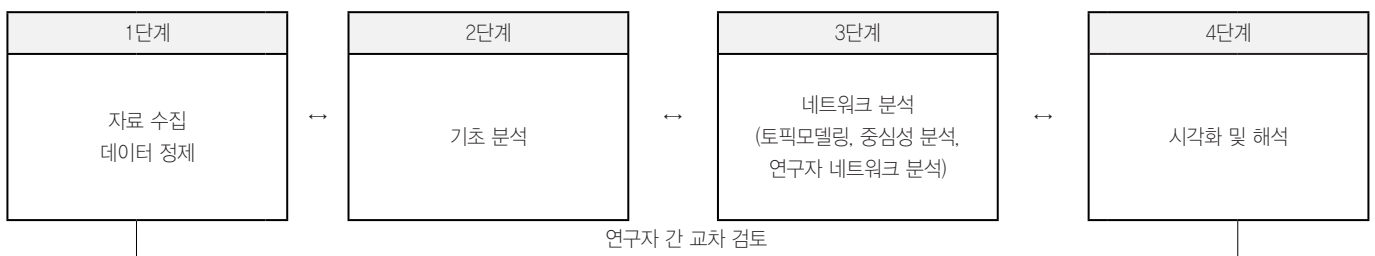 1단계
자료 수집
데이터 정제
↔
2단계
기초 분석
↔
3단계
네트워크 분석
(토픽모델링, 중심성 분석,
연구자 네트워크 분석)
↔
4단계
시각화 및 해석
연구자 간 교차 검토